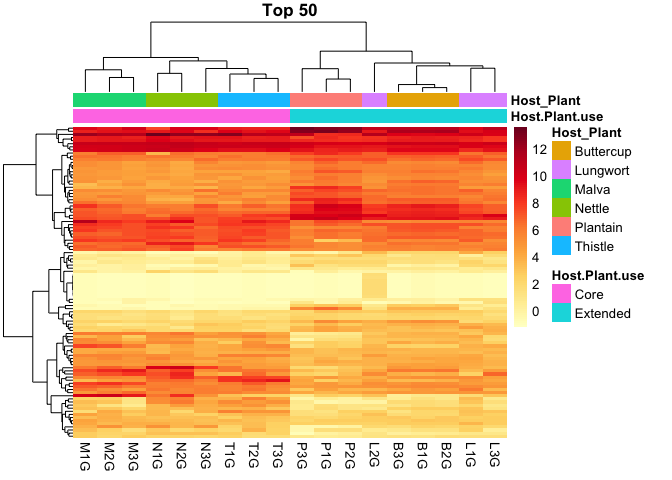 Top 50
Host_Plant
Host.Plant.use
12
10
8
6
4
2
0
Host_Plant
Buttercup
Lungwort
Malva
Nettle
Plantain
Thistle
Host.Plant.use
Core
Extended
M1G M2G M3G N1G N2G N3G T1G T2G T3G P3G P1G P2G L2G B3G B1G B2G L1G L3G